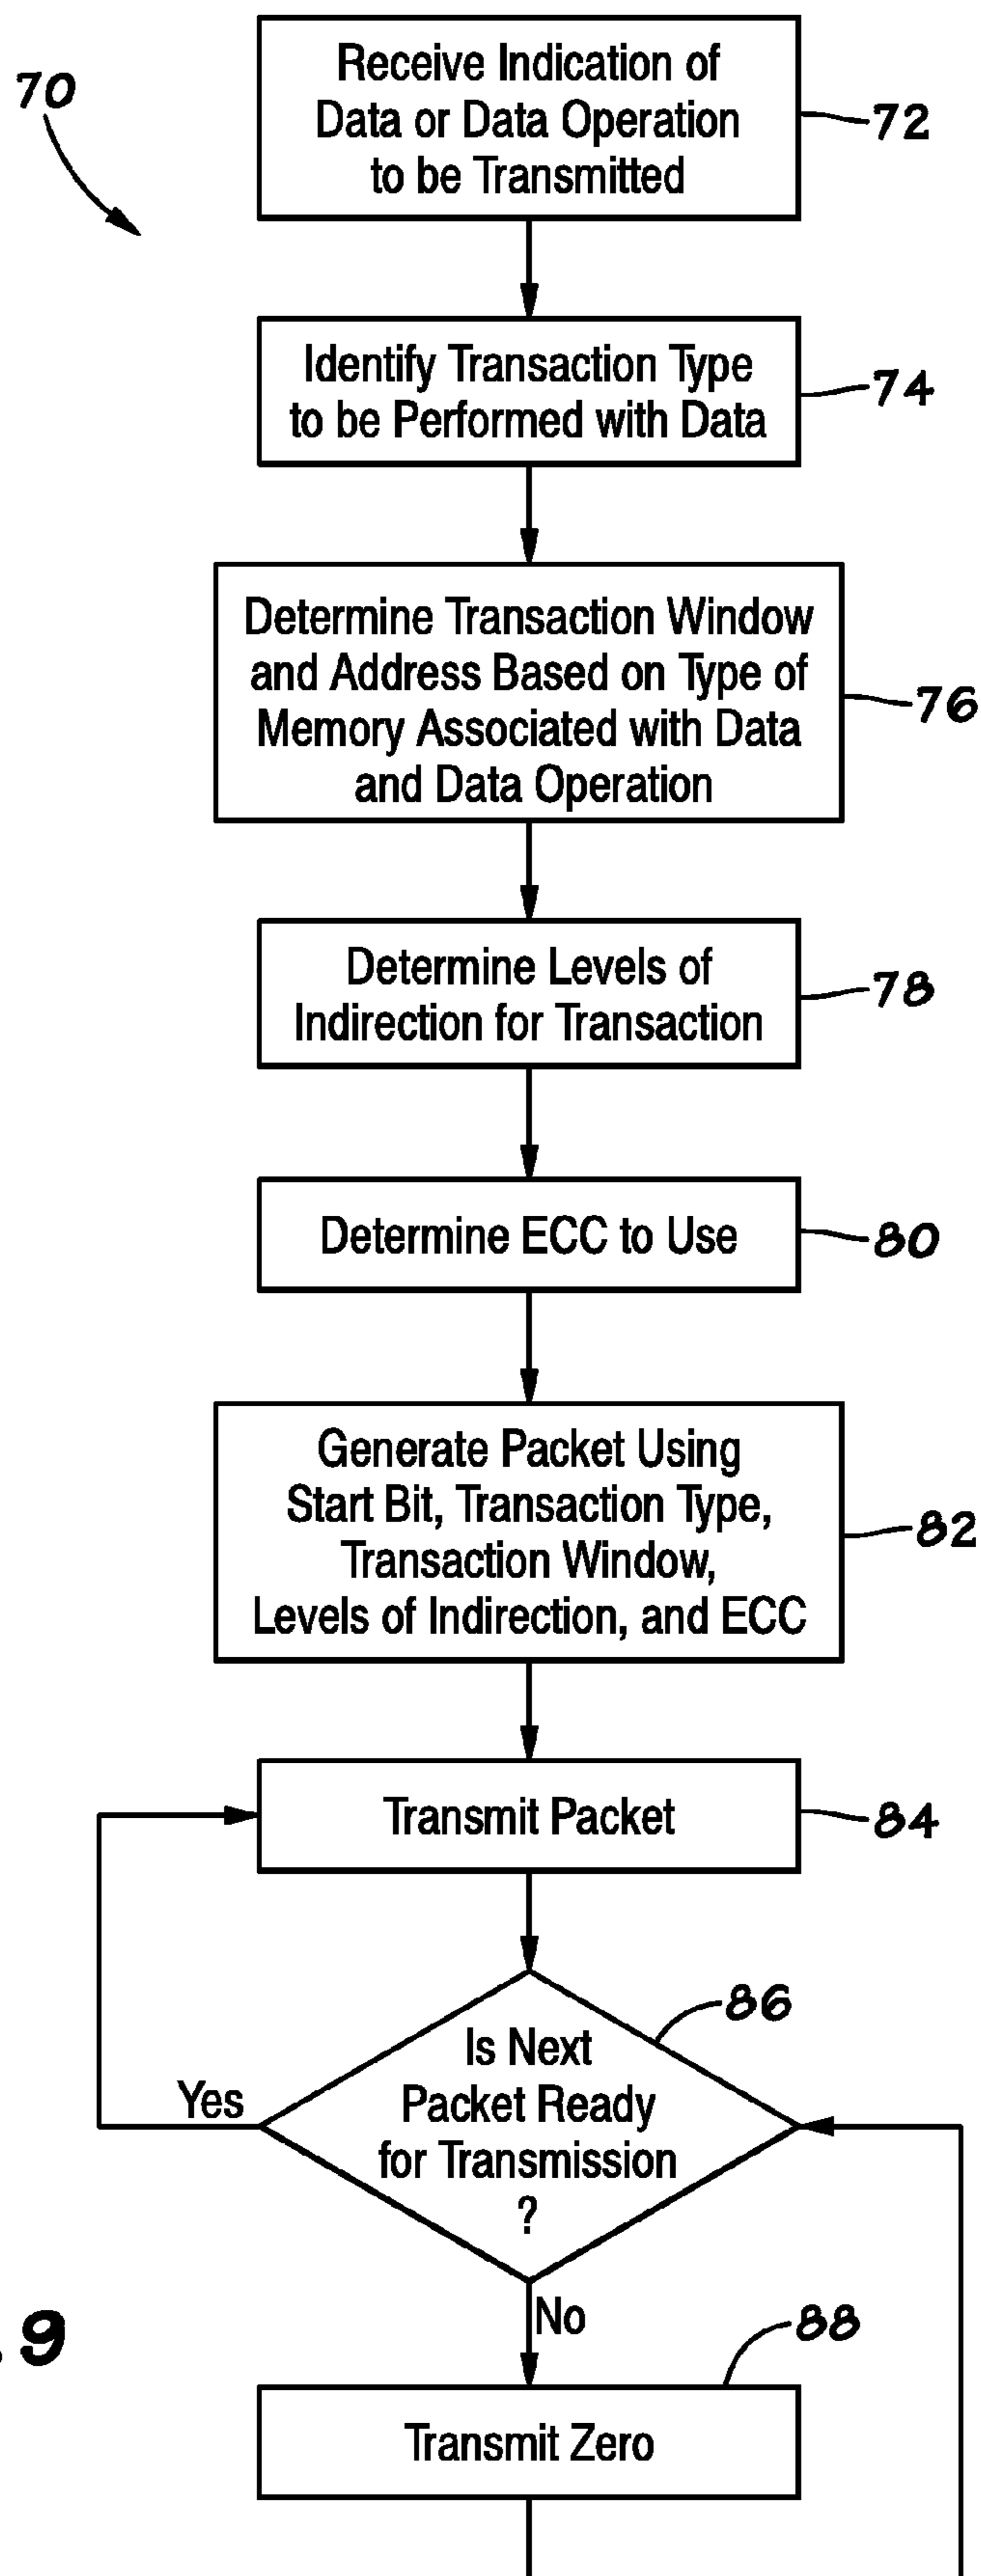 70
Receive Indication of
Data or Data Operation
to be Transmitted
72
Identify Transaction Type
to be Performed with Data
74
Determine Transaction Window
and Address Based on Type of
Memory Associated with Data
and Data Operation
76
Determine Levels of
Indirection for Transaction
78
Determine ECC to Use
80
Generate Packet Using
Start Bit, Transaction Type,
Transaction Window,
Levels of Indirection, and ECC
82
Transmit Packet
84
86
Is Next
Packet Ready
for Transmission
?
Yes
No
88
. 9
Transmit Zero